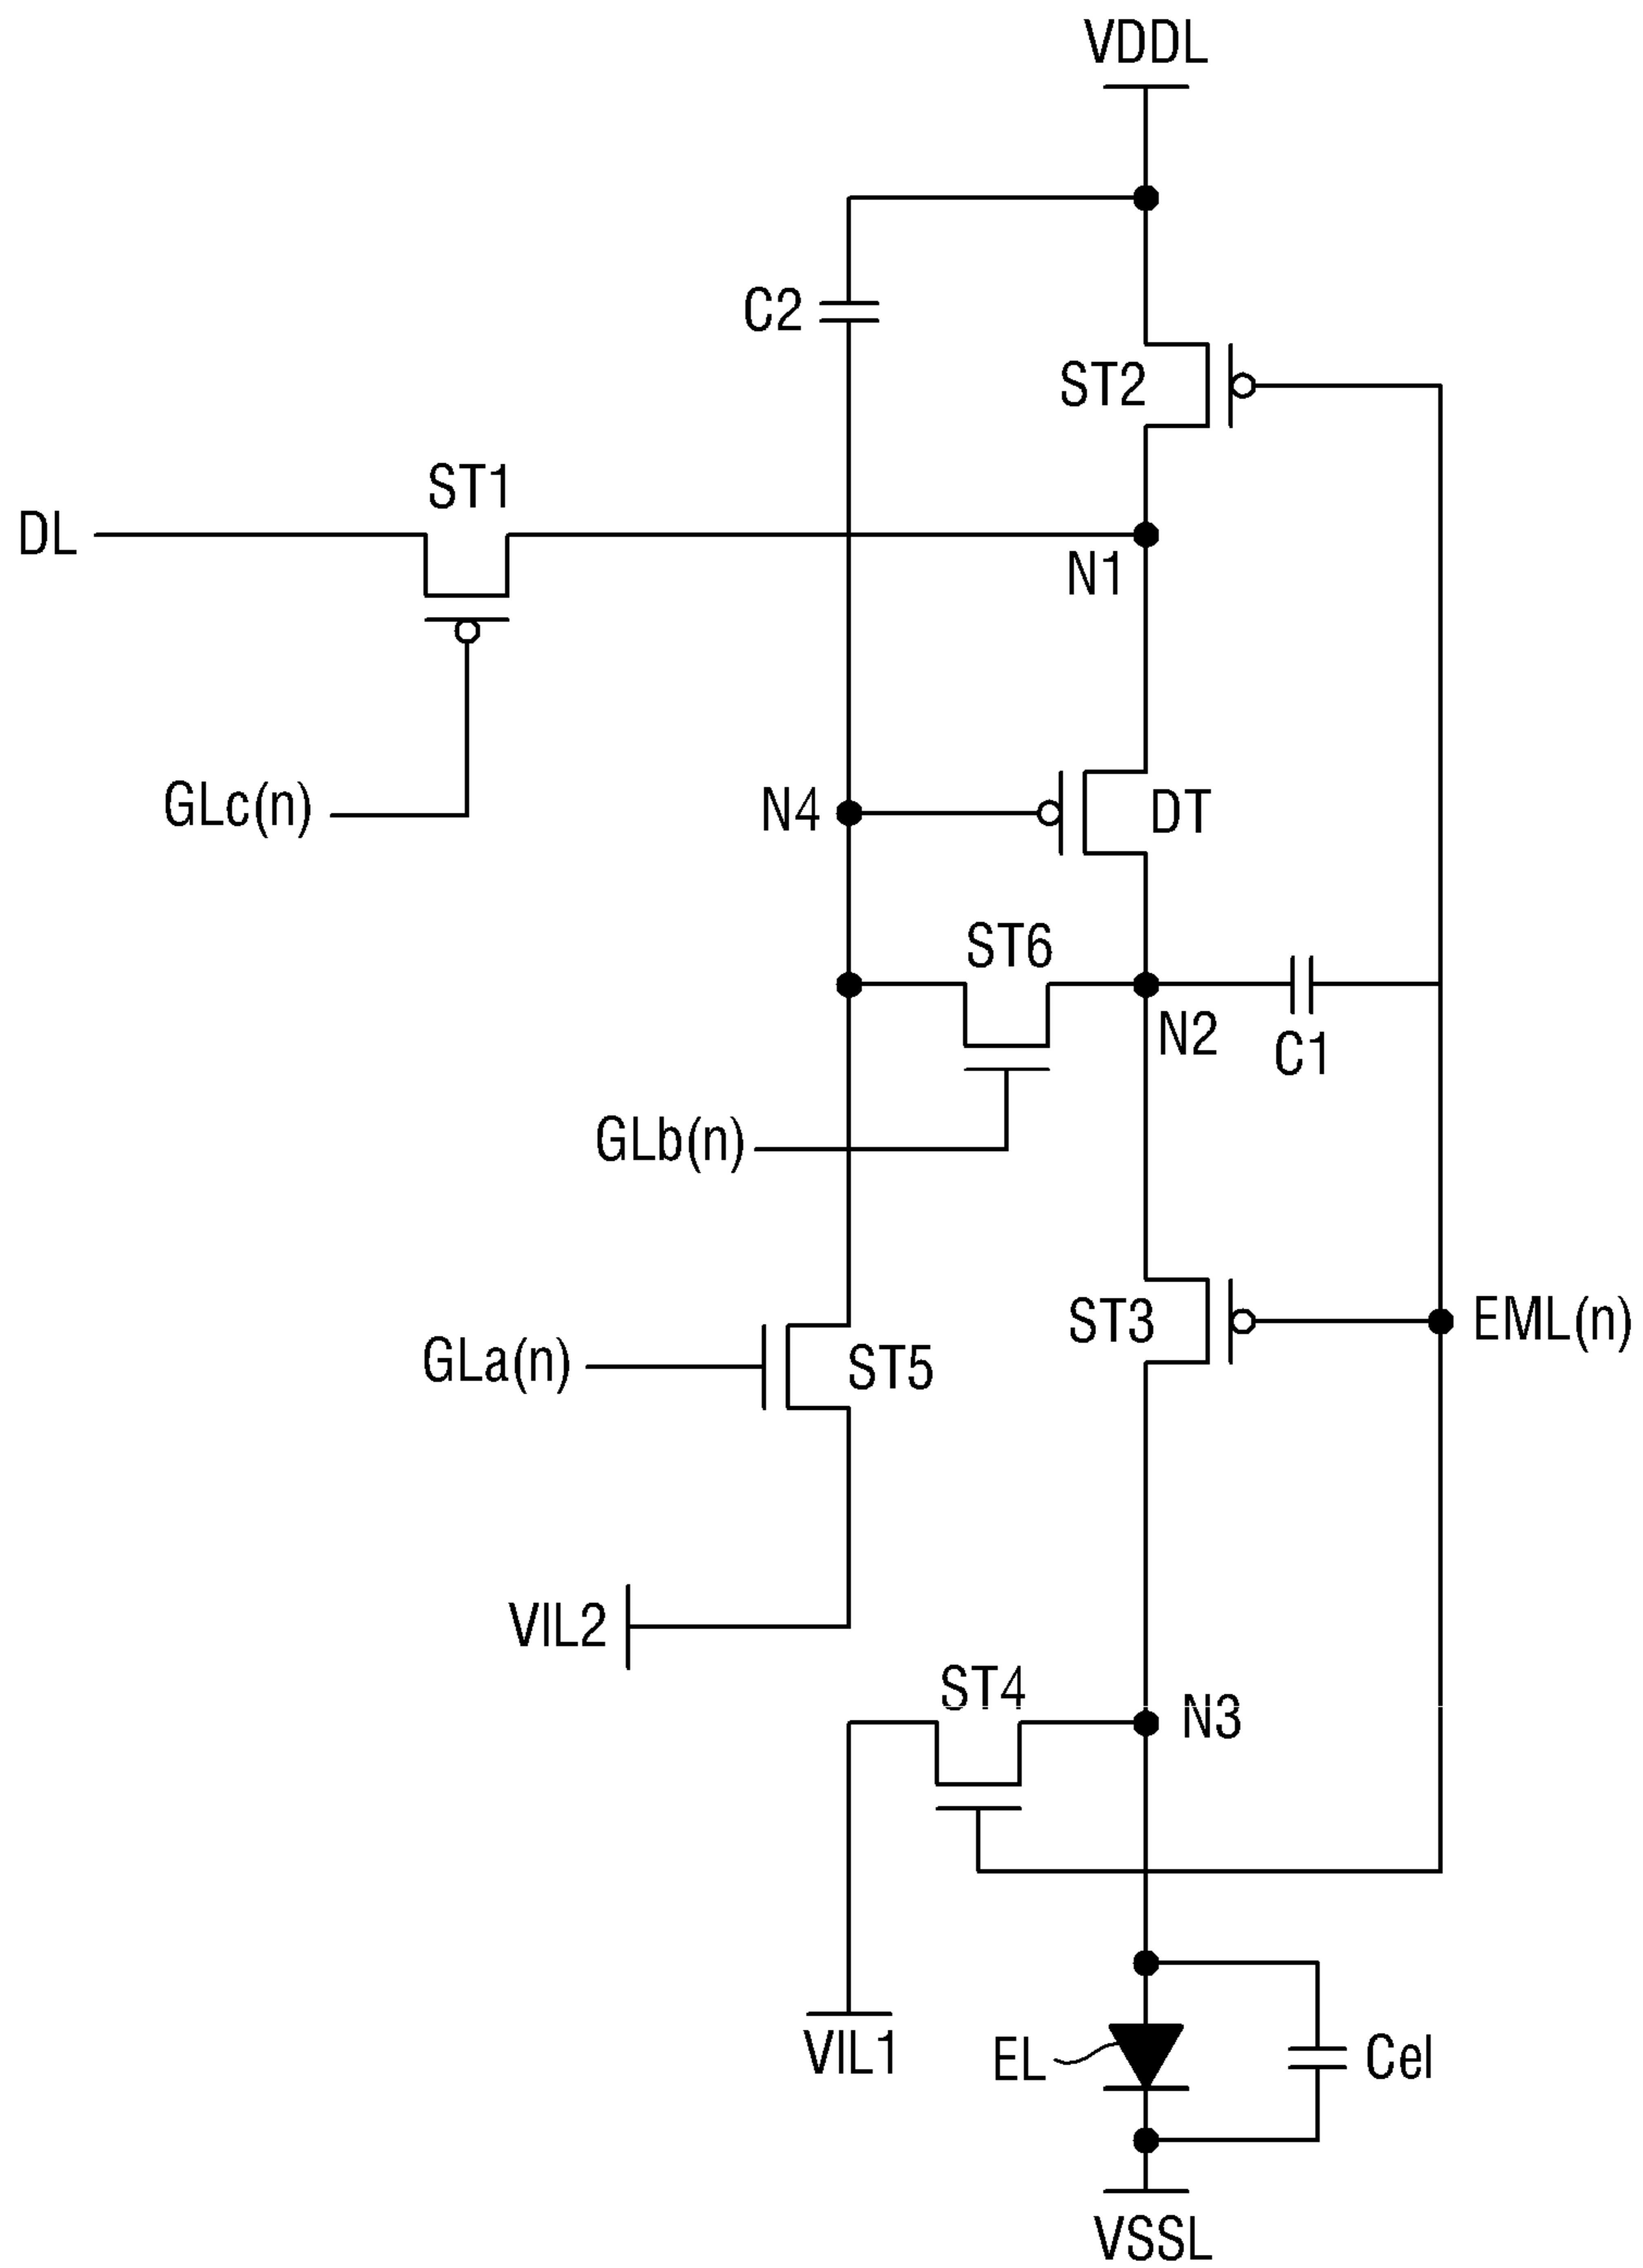 VDDL
C2
ST2
ST1
DL
N1
GLc(n)
N4
DT
ST6
N2
C1
GLb(n)
ST3
EML(n)
GLa(n)
ST5
VIL2
ST4
N3
VIL1
EL
Cel
VSSL